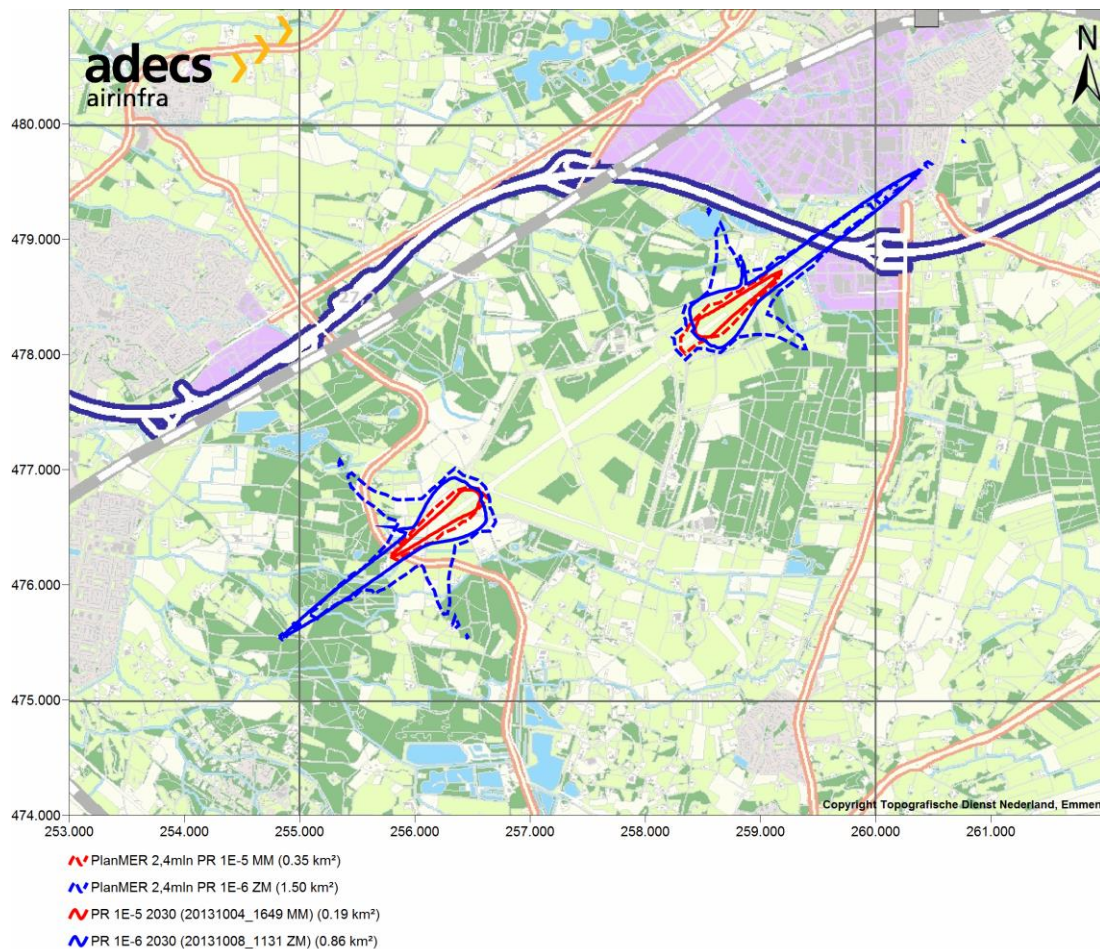 adecs
airinfra
N
480.000
479.000
478.000
477.000
476.000
475.000
474.000
Copyright Topografische Dienst Nederland, Emmen
253.000 254.000 255.000 256.000 257.000 258.000 259.000 260.000 261.000
PlanMER 2,4mln PR 1E-5 MM (0.35 km²)
PlanMER 2,4mln PR 1E-6 ZM (1.50 km²)
PR 1E-5 2030 (20131004_1649 MM) (0.19 km²)
PR 1E-6 2030 (20131008_1131 ZM) (0.86 km²)